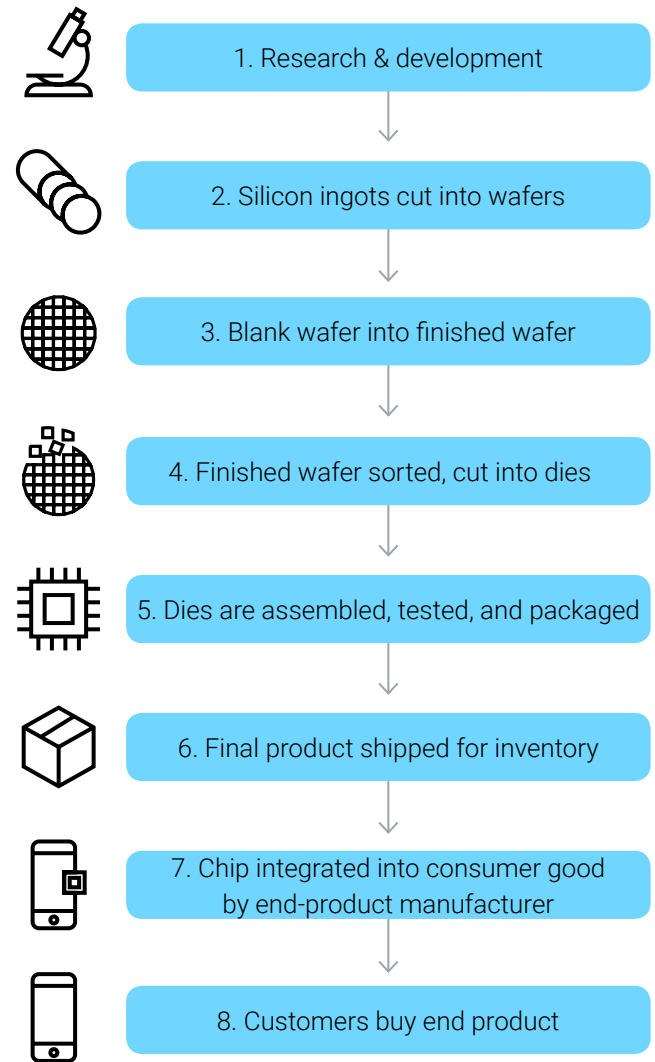 1. Research & development
2. Silicon ingots cut into wafers
3. Blank wafer into finished wafer
4. Finished wafer sorted, cut into dies
5. Dies are assembled, tested, and packaged
6. Final product shipped for inventory
7. Chip integrated into consumer good
by end-product manufacturer
8. Customers buy end product